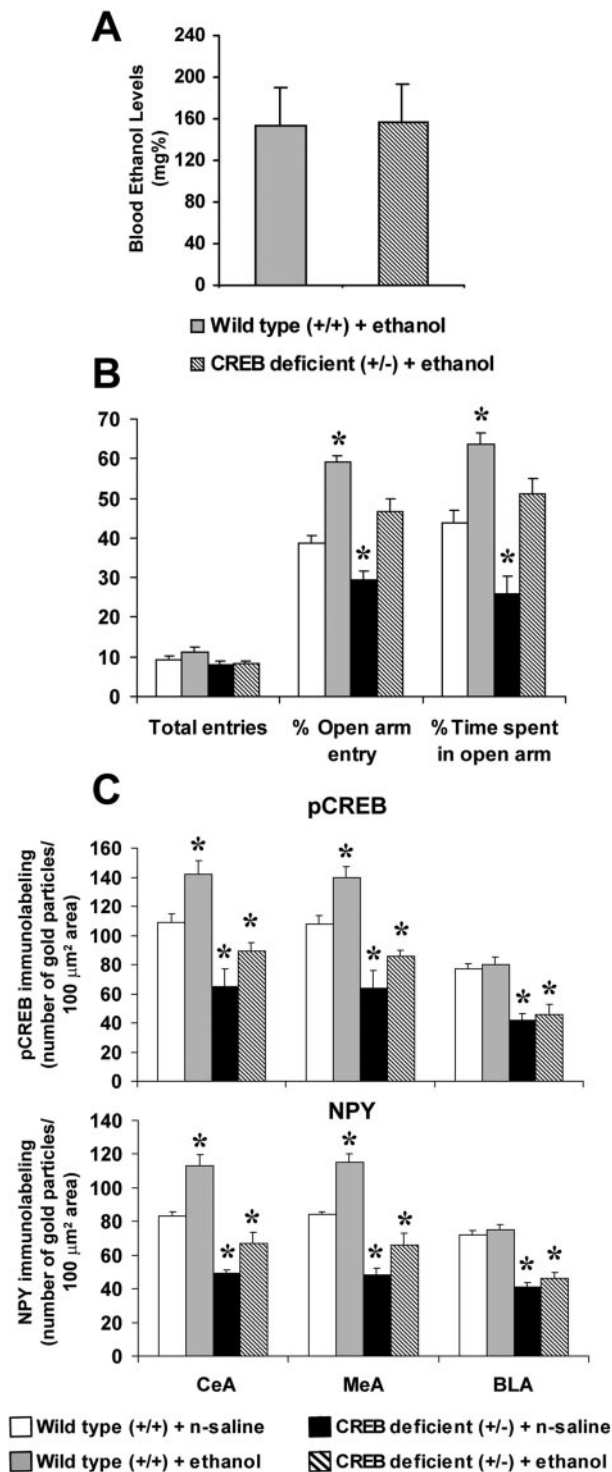 A
Blood Ethanol Levels
(mg%)
240
200
160
120
80
40
0
Wild type (+/+) + ethanol
CREB deficient (+/-) + ethanol
B
70
60
50
40
30
20
10
0
*
*
*
*
Total entries
% Open arm
entry
% Time spent
in open arm
C
pCREB
pCREB immunolabeling
(number of gold particles/
100 µm² area)
160
140
120
100
80
60
40
20
0
* * * * * * * *
NPY
NPY immunolabeling
(number of gold particles/
100 µm² area)
140
120
100
80
60
40
20
0
* * * * * * * *
CeA MeA BLA
Wild type (+/+) + n-saline
CREB deficient (+/-) + n-saline
Wild type (+/+) + ethanol
CREB deficient (+/-) + ethanol